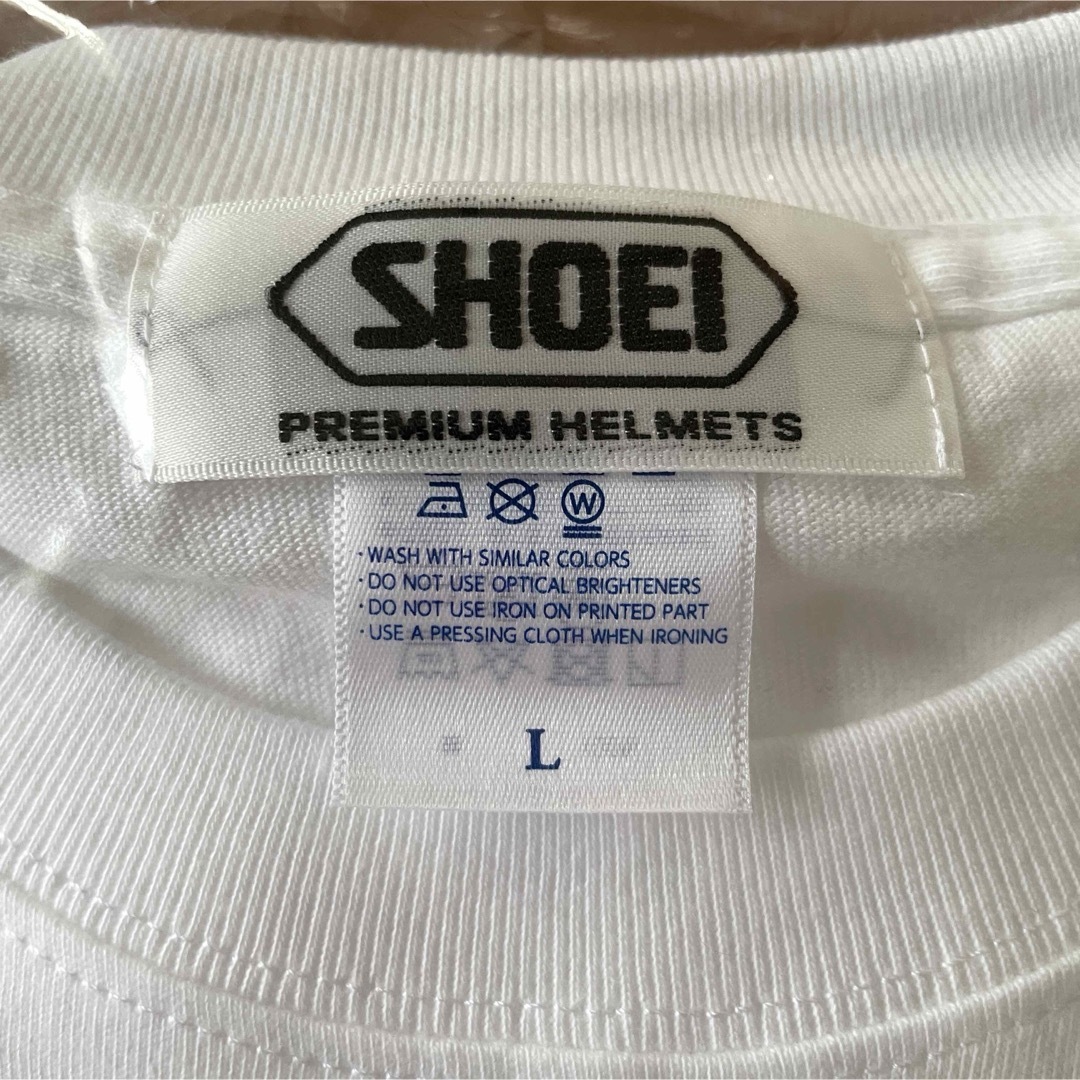 SHOEI
PREMIUM HELMETS
W
·WASH WITH SIMILAR COLORS
·DO NOT USE OPTICAL BRIGHTENERS
·DO NOT USE IRON ON PRINTED PART
·USE A PRESSING CLOTH WHEN IRONING
L